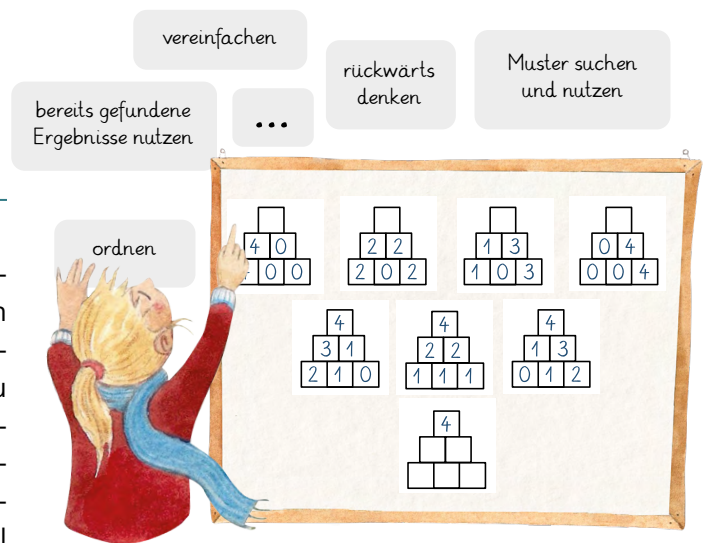 vereinfachen
rückwärts
denken
Muster suchen
und nutzen
bereits gefundene
Ergebnisse nutzen
...
ordnen
4 0
0 0
2 2
2 0 2
1 3
1 0 3
0 4
0 0 4
4
3 1
2 1 0
4
2 2
1 1 1
4
1 3
0 1 2
4